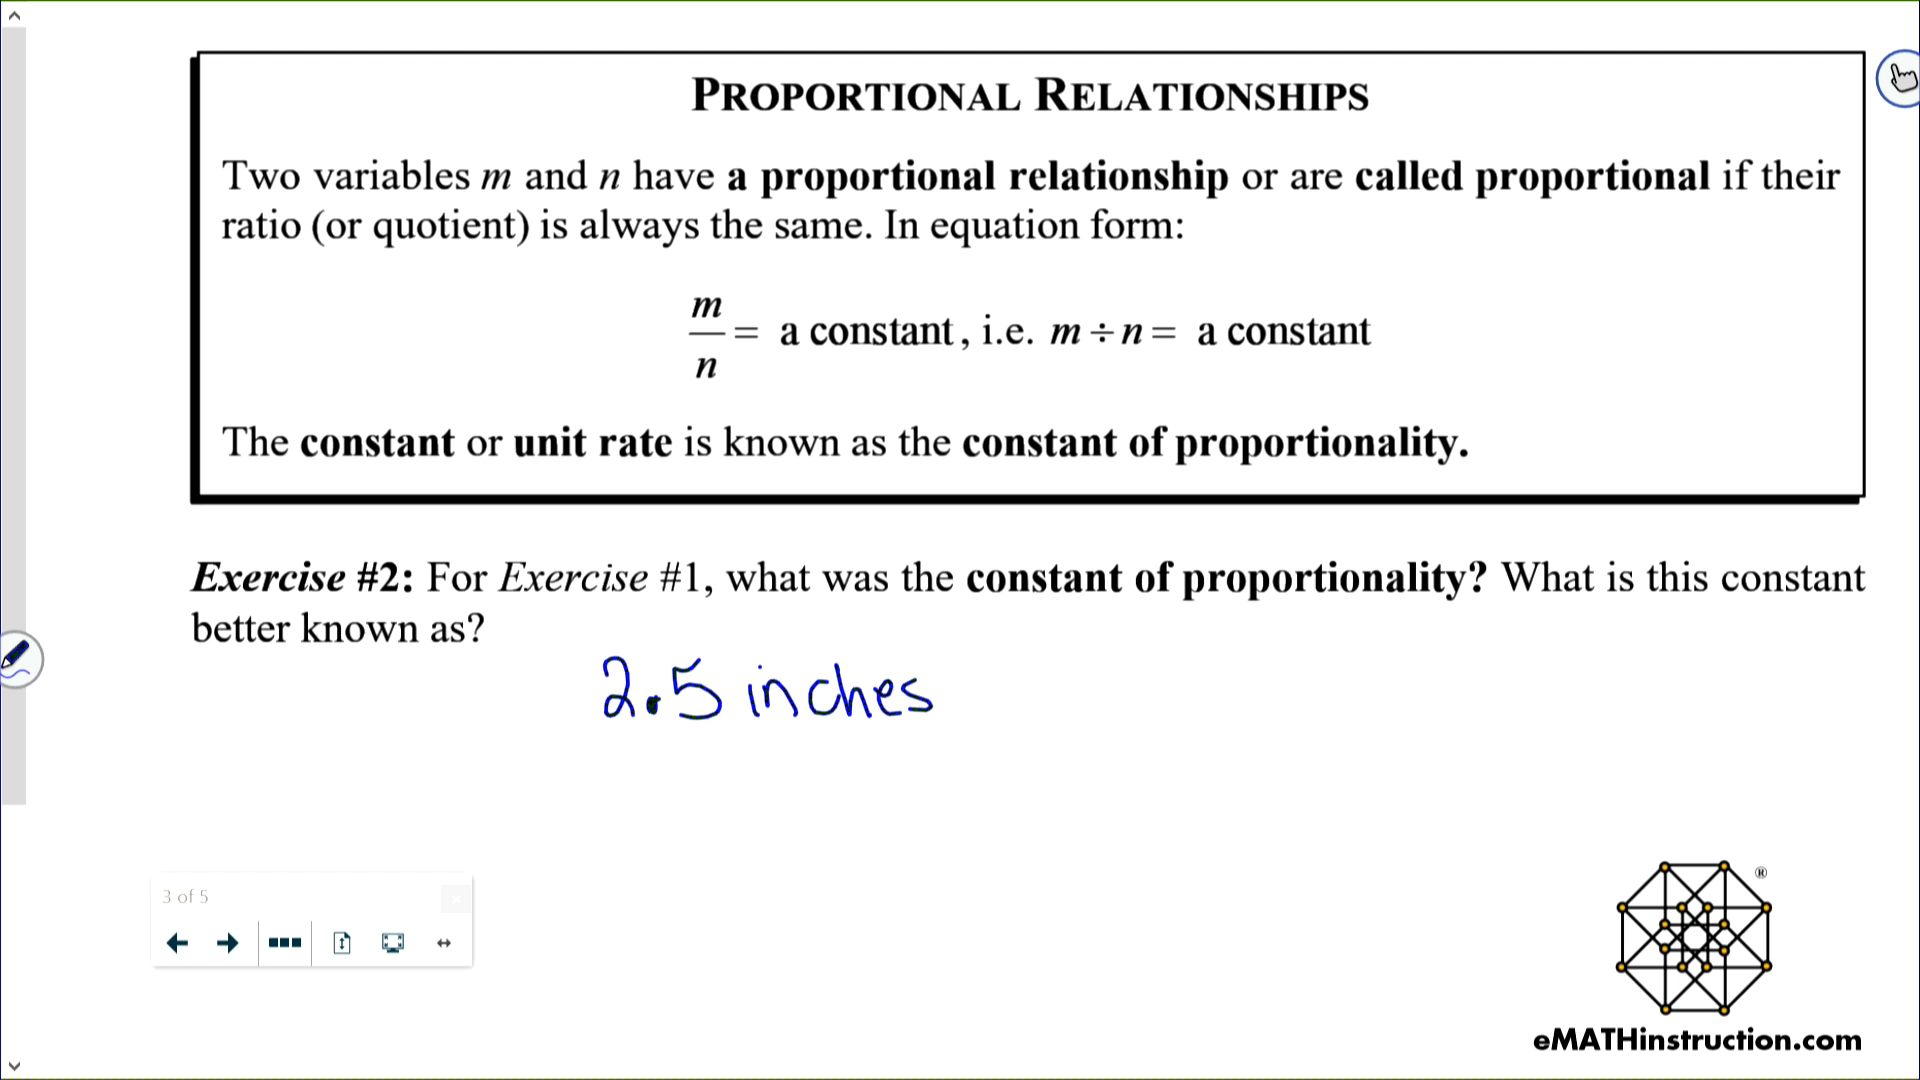 PROPORTIONAL RELATIONSHIPS
Two variables m and n have a proportional relationship or are called proportional if their
ratio (or quotient) is always the same. In equation form:
m/n = a constant, i.e. m ÷ n = a constant
The constant or unit rate is known as the constant of proportionality.
Exercise #2: For Exercise #1, what was the constant of proportionality? What is this constant
better known as?
2.5 inches
3 of 5
®
eMATHinstruction.com